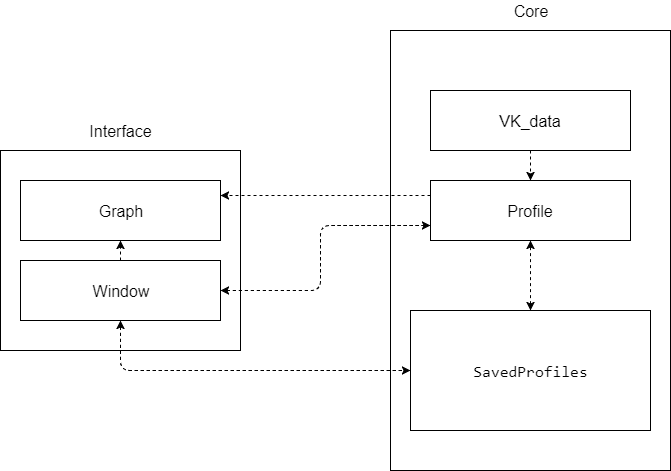 Core
VK_data
Interface
Graph
Profile
Window
SavedProfiles